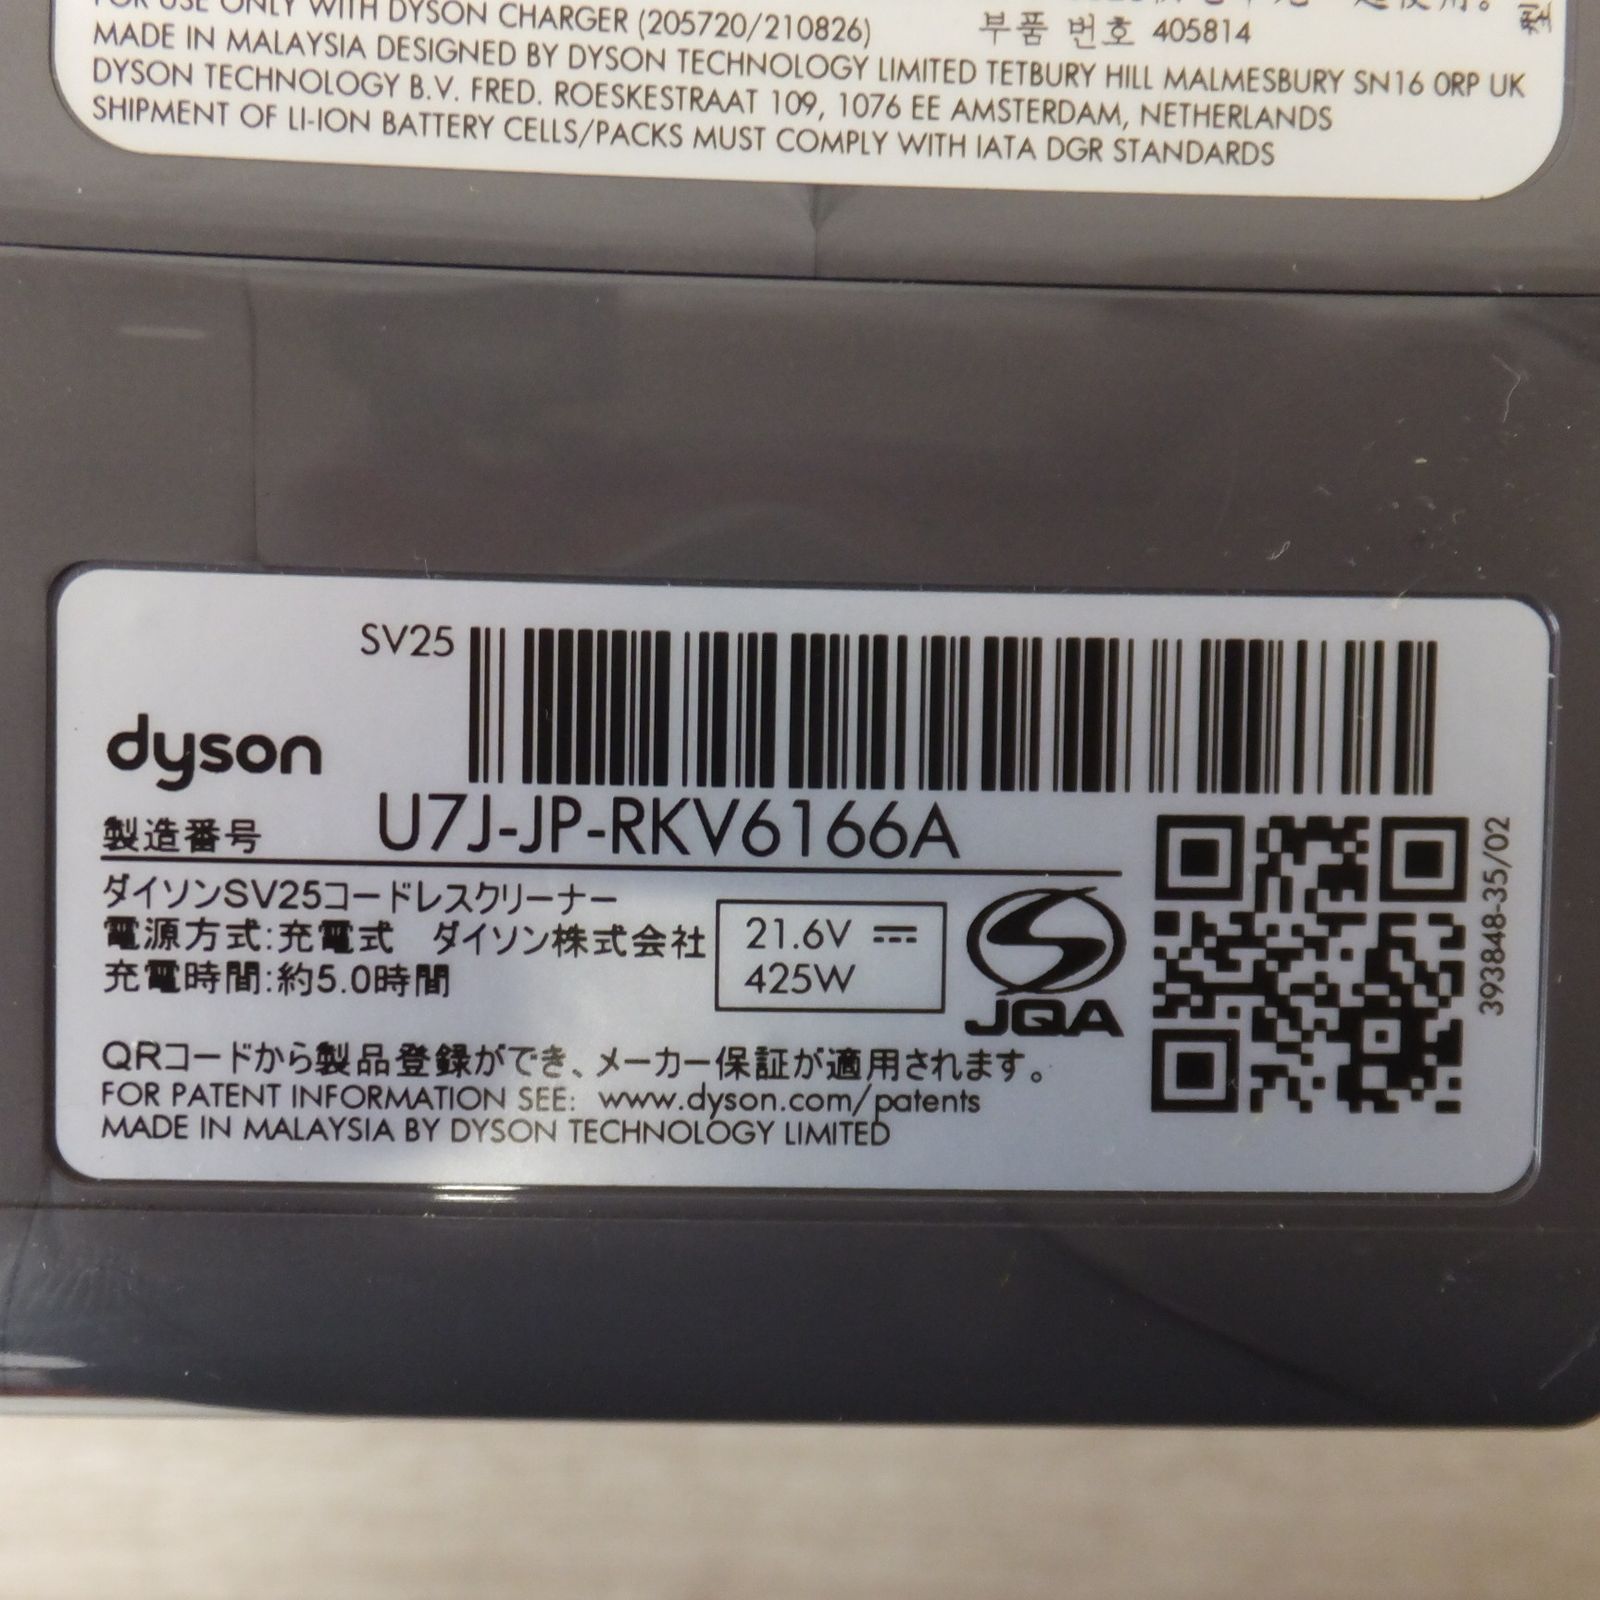 FOR USE ONLY WITH DYSON CHARGER (205720/210826)
부품 번호 405814
MADE IN MALAYSIA DESIGNED BY DYSON TECHNOLOGY LIMITED TETBURY HILL MALMESBURY SN16 0RP UK
DYSON TECHNOLOGY B.V. FRED. ROESKESTRAAT 109, 1076 EE AMSTERDAM, NETHERLANDS
SHIPMENT OF LI-ION BATTERY CELLS/PACKS MUST COMPLY WITH IATA DGR STANDARDS
SV25
dyson
製造番号 U7J-JP-RKV6166A
ダイソンSV25コードレスクリーナー
電源方式:充電式 ダイソン株式会社
充電時間:約5.0時間
21.6V
425W
JQA
393848-35/02
QRコードから製品登録ができ、メーカー保証が適用されます。
FOR PATENT INFORMATION SEE: www.dyson.com/patents
MADE IN MALAYSIA BY DYSON TECHNOLOGY LIMITED